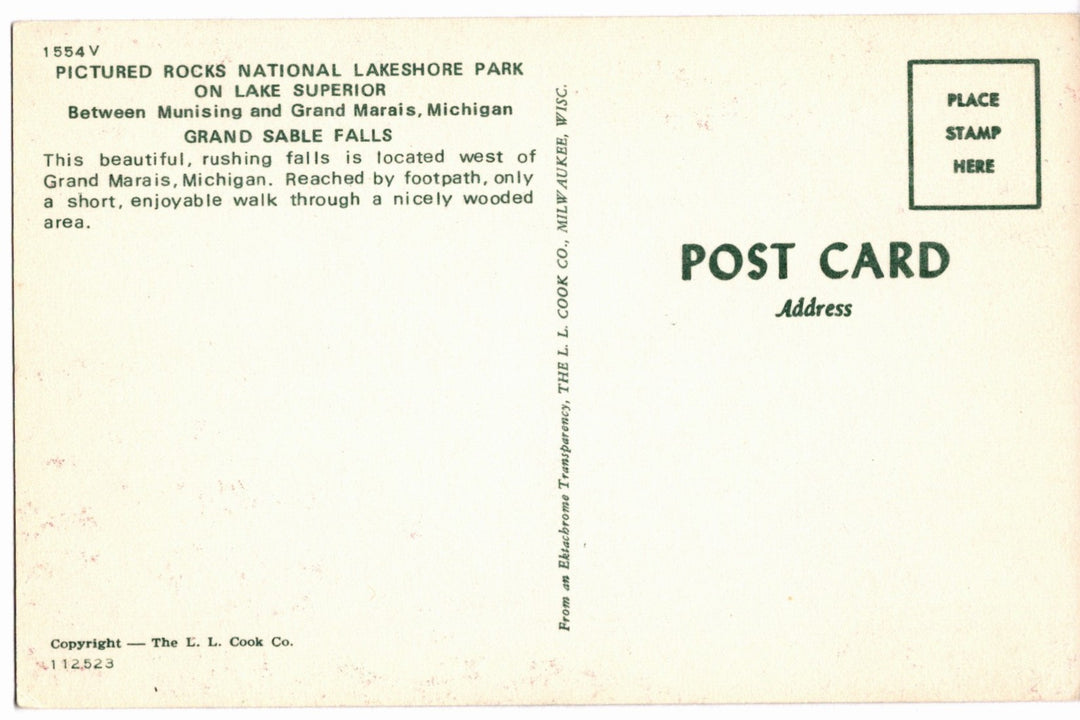 1554V
PICTURED ROCKS NATIONAL LAKESHORE PARK
ON LAKE SUPERIOR
Between Munising and Grand Marais, Michigan
GRAND SABLE FALLS
This beautiful, rushing falls is located west of
Grand Marais, Michigan. Reached by footpath, only
a short, enjoyable walk through a nicely wooded
area.
Copyright — The L. L. Cook Co.
112523
From an Ektachrome Transparency, THE L. L. COOK CO., MILWAUKEE, WISC.
PLACE
STAMP
HERE
POST CARD
Address